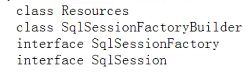 class Resources
class SqlSessionFactoryBuilder
interface SqlSessionFactory
interface SqlSession